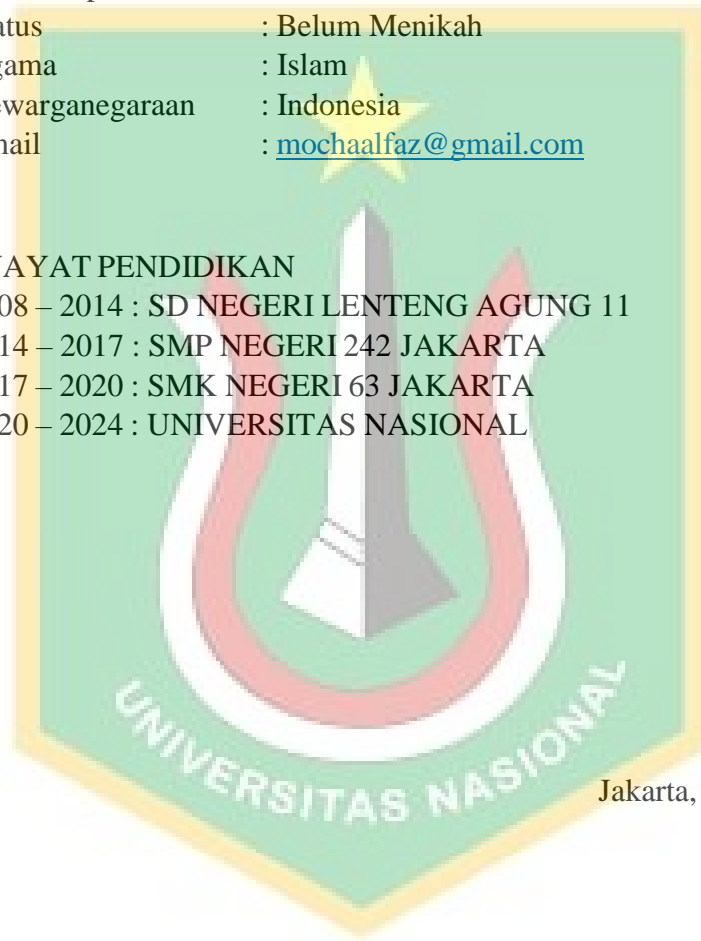 atus : Belum Menikah
gama : Islam
ewarganegaraan : Indonesia
nail : mochaalfaz@gmail.com
AYAT PENDIDIKAN
08 – 2014 : SD NEGERI LENTENG AGUNG 11
14 – 2017 : SMP NEGERI 242 JAKARTA
17 – 2020 : SMK NEGERI 63 JAKARTA
20 – 2024 : UNIVERSITAS NASIONAL
UNIVERSITAS NASIONAL
Jakarta,